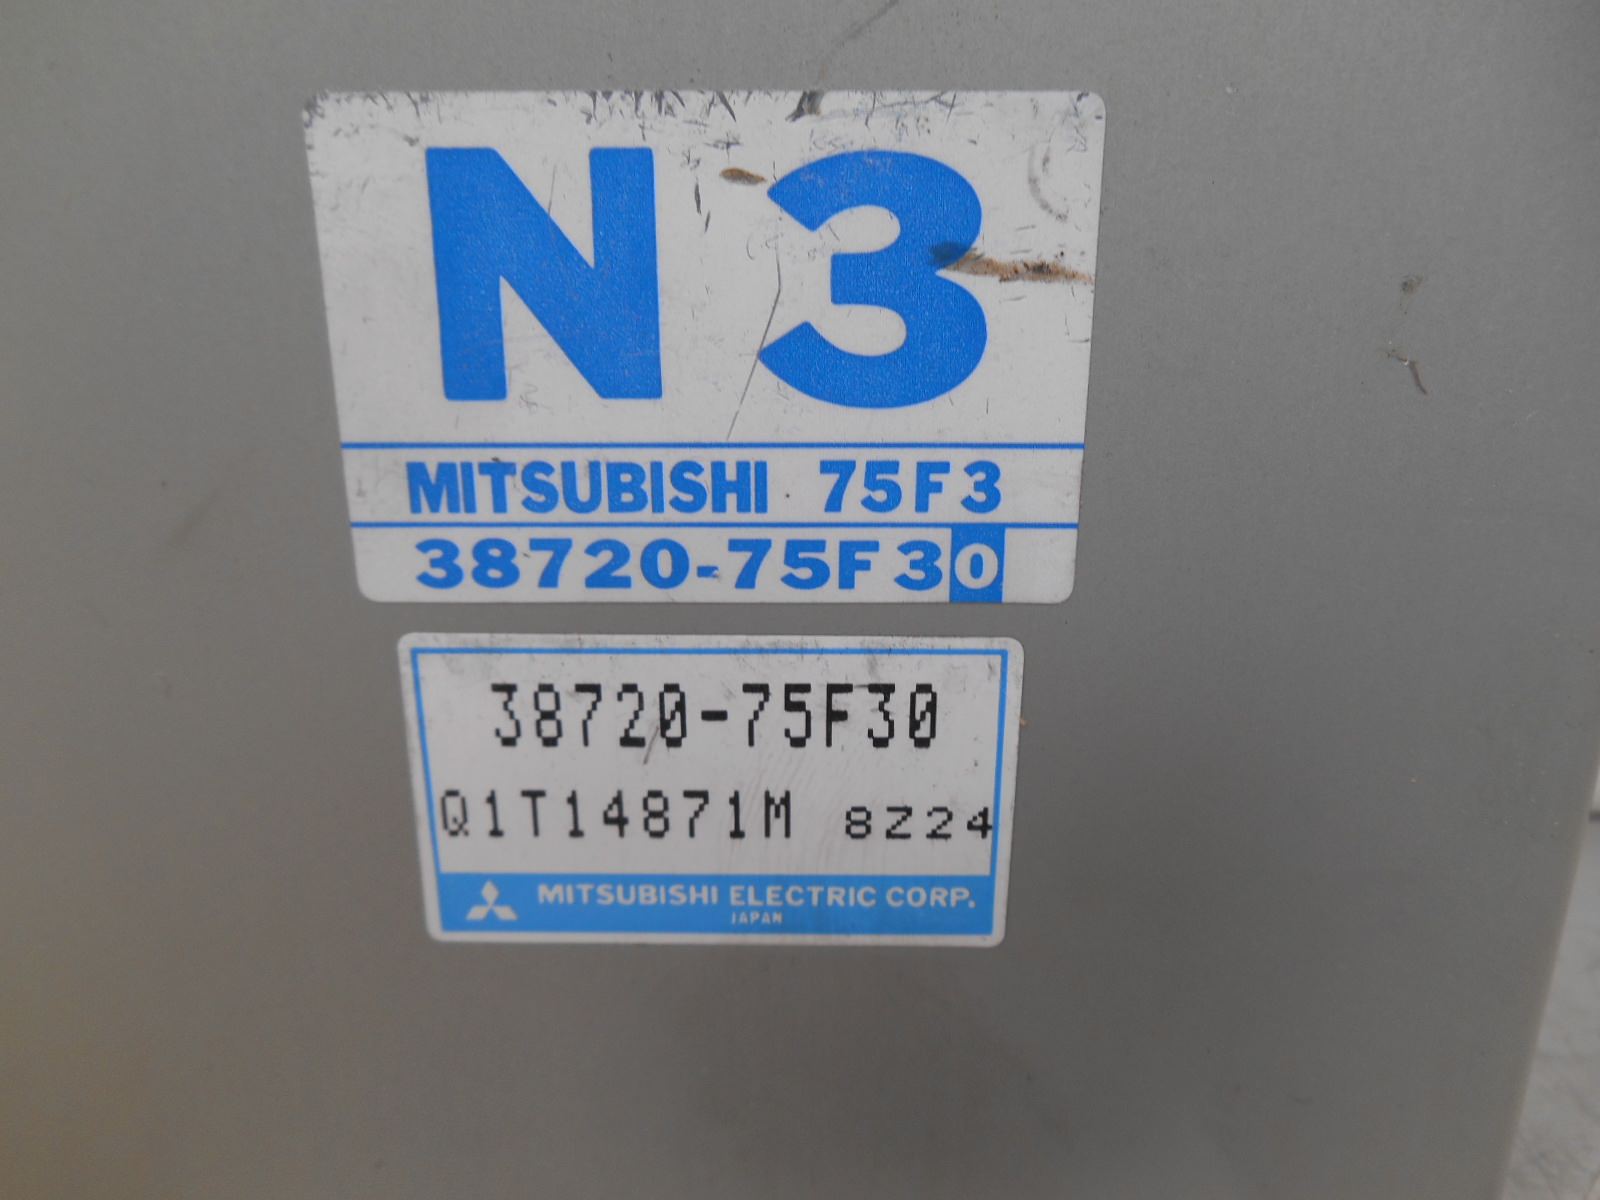 N3
MITSUBISHI 75F3
38720-75F30
38720-75F30
Q1T14871M 8Z24
MITSUBISHI ELECTRIC CORP.
JAPAN